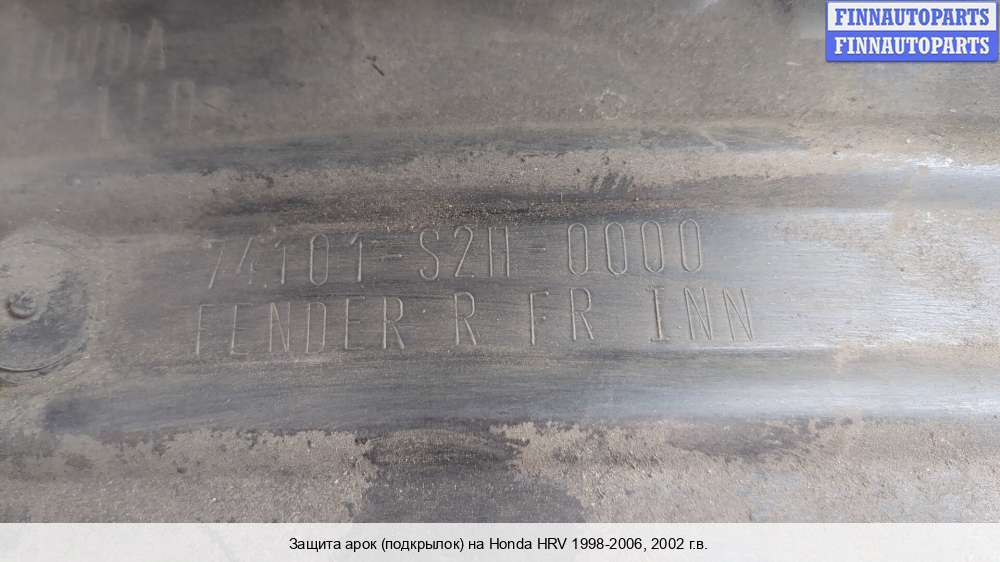 FINNAUTOPARTS
FINNAUTOPARTS
74101-S2H-0000
FENDER R FR INN
Защита арок (подкрылок) на Honda HRV 1998-2006, 2002 г.в.